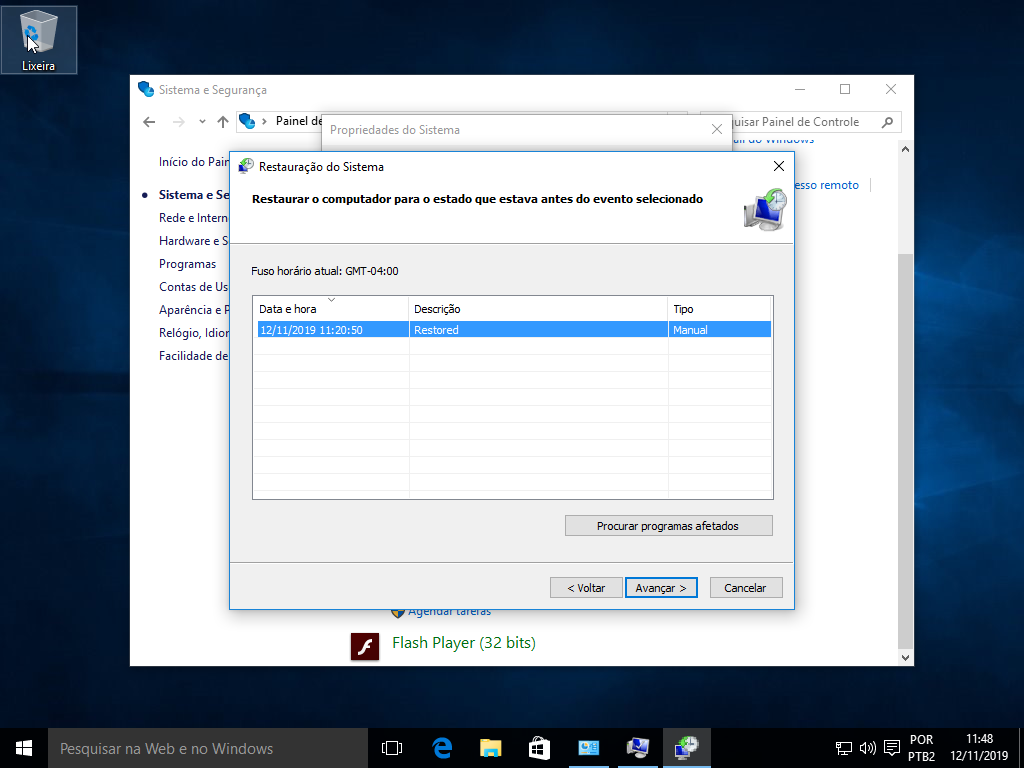 Lixeira
Sistema e Segurança
Painel de
Propriedades do Sistema
uisar Painel de Controle
Início do Pain
Restauração do Sistema
esso remoto
Sistema e Se
Restaurar o computador para o estado que estava antes do evento selecionado
Rede e Intern
Hardware e S
Programas
Contas de Us
Aparência e P
Relógio, Idion
Facilidade de
Fuso horário atual: GMT-04:00
Data e hora Descrição Tipo
12/11/2019 11:20:50 Restored Manual
Procurar programas afetados
< Voltar Avançar > Cancelar
Agendar tarefas
Flash Player (32 bits)
Pesquisar na Web e no Windows
POR
PTB2
11:48
12/11/2019